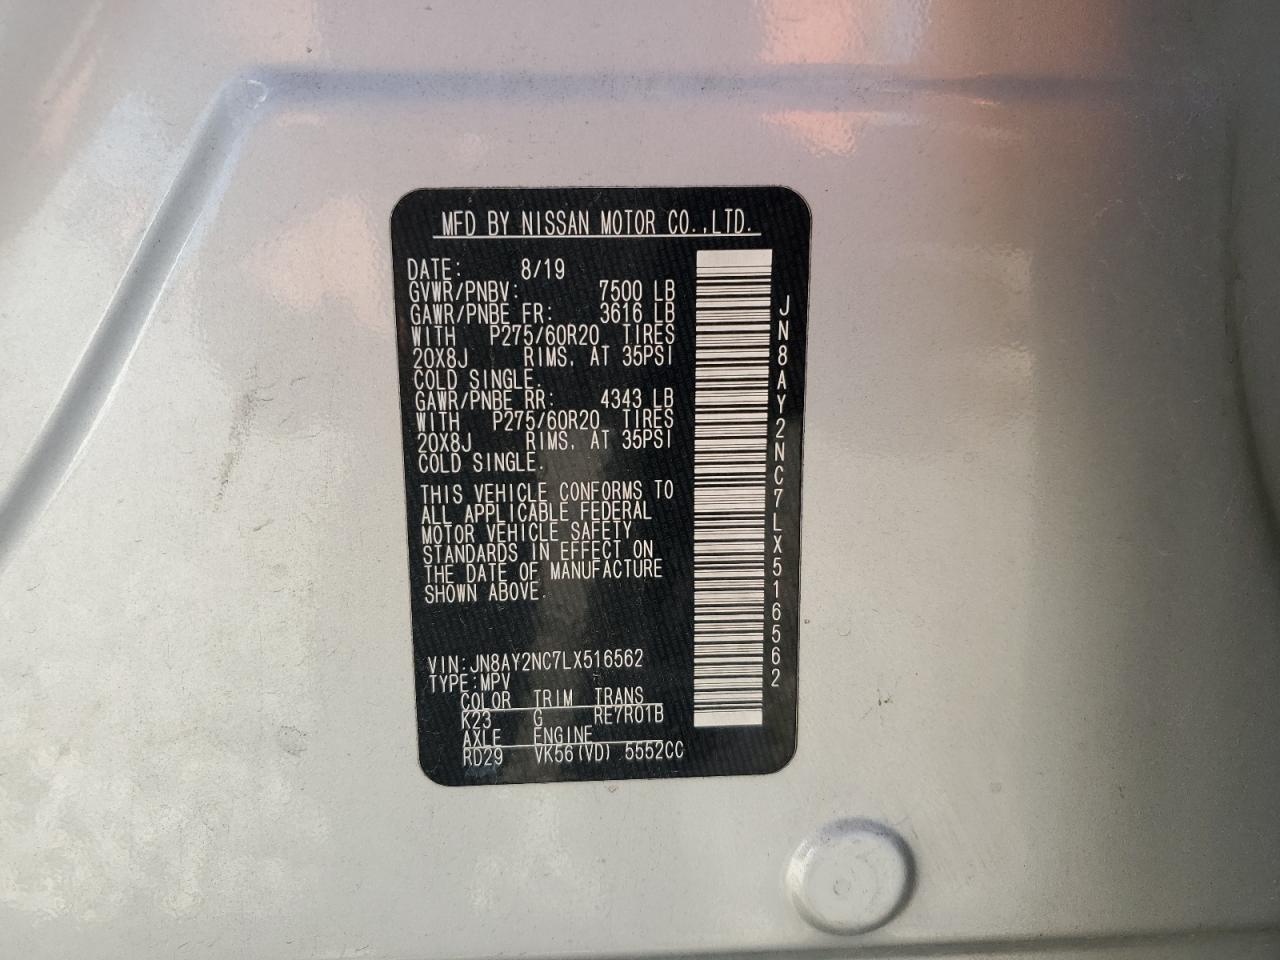 MFD BY NISSAN MOTOR CO.,LTD.
DATE: 8/19
GVWR/PNBV: 7500 LB
GAWR/PNBE FR: 3616 LB
WITH P275/60R20 TIRES
20X8J RIMS, AT 35PSI
COLD SINGLE.
GAWR/PNBE RR: 4343 LB
WITH P275/60R20 TIRES
20X8J RIMS, AT 35PSI
COLD SINGLE.
THIS VEHICLE CONFORMS TO
ALL APPLICABLE FEDERAL
MOTOR VEHICLE SAFETY
STANDARDS IN EFFECT ON
THE DATE OF MANUFACTURE
SHOWN ABOVE.
VIN:JN8AY2NC7LX516562
TYPE:MPV
COLOR TRIM TRANS
K23 G RE7R01B
AXLE ENGINE
RD29 VK56(VD) 5552CC
JN8AY2NC7LX516562